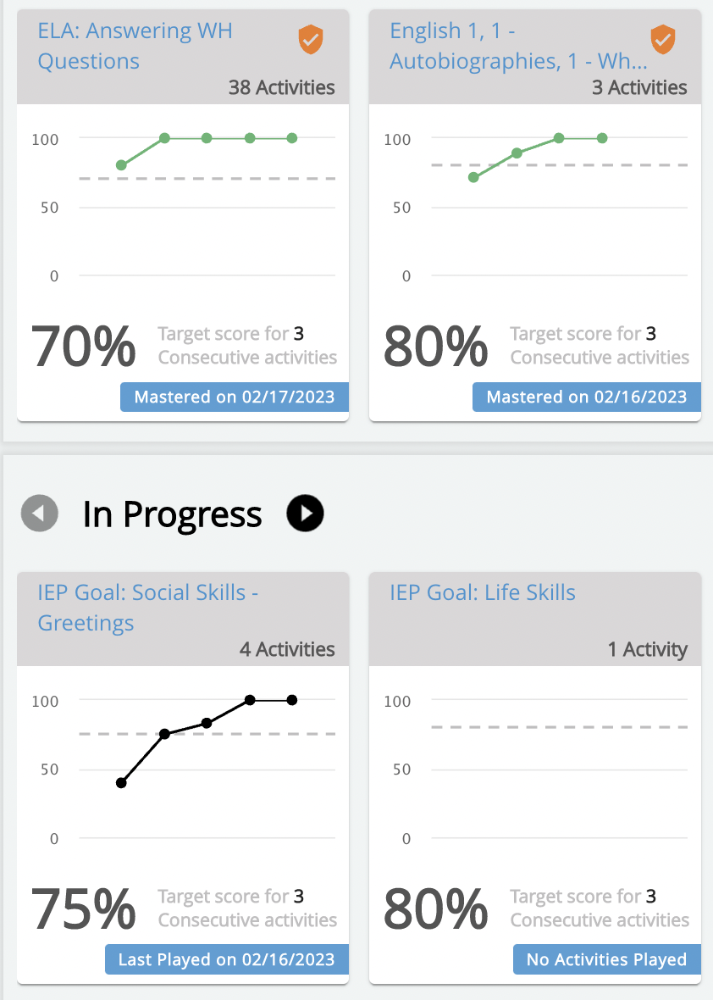 ELA: Answering WH
Questions
38 Activities
100
50
0
70%
Target score for 3
Consecutive activities
Mastered on 02/17/2023
English 1, 1 -
Autobiographies, 1 - Wh...
3 Activities
100
50
0
80%
Target score for 3
Consecutive activities
Mastered on 02/16/2023
In Progress
IEP Goal: Social Skills -
Greetings
4 Activities
100
50
0
75%
Target score for 3
Consecutive activities
Last Played on 02/16/2023
IEP Goal: Life Skills
1 Activity
100
50
0
80%
Target score for 3
Consecutive activities
No Activities Played